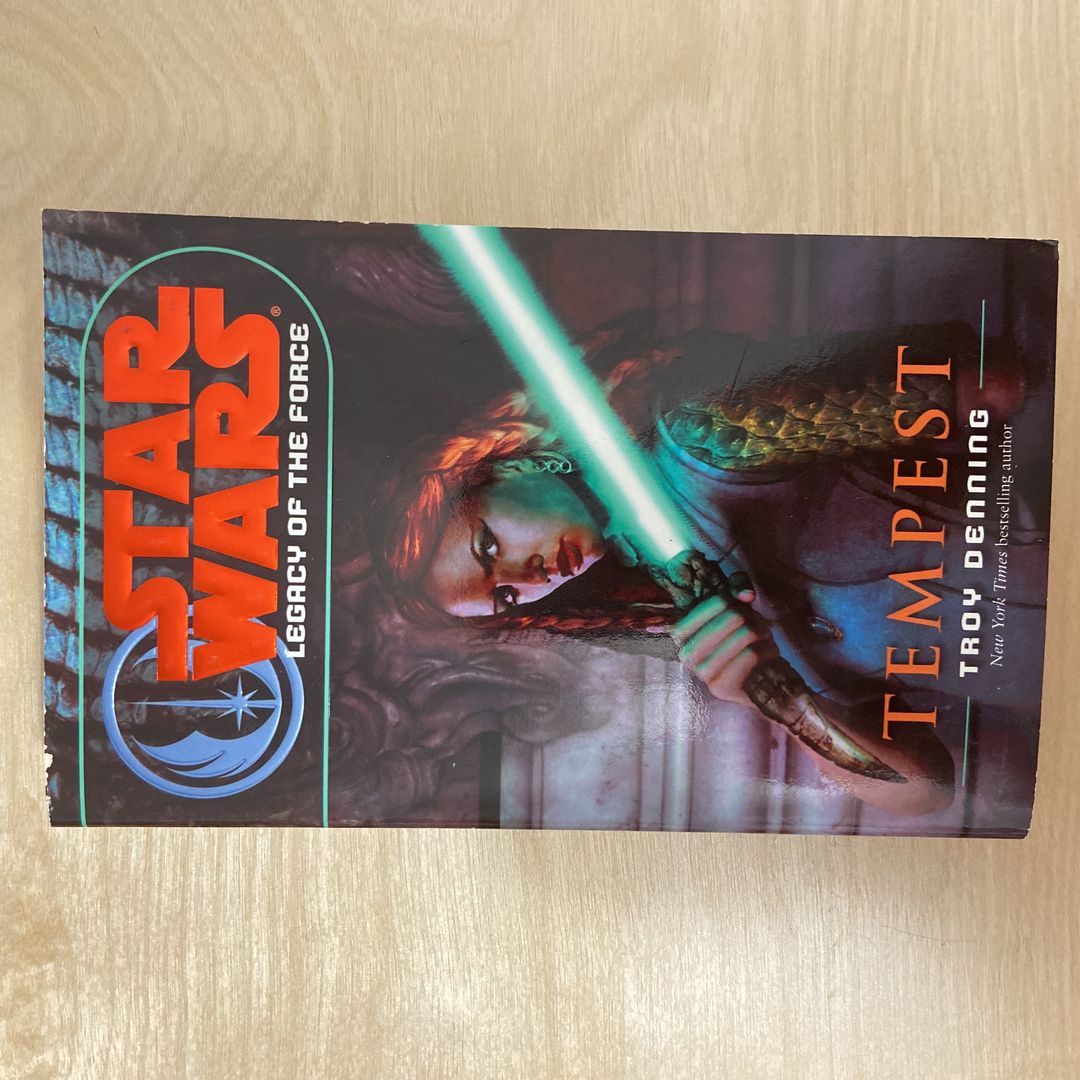 STAR
WARS®
LEGACY OF THE FORCE
TEMPEST
TROY DENNING
New York Times bestselling author